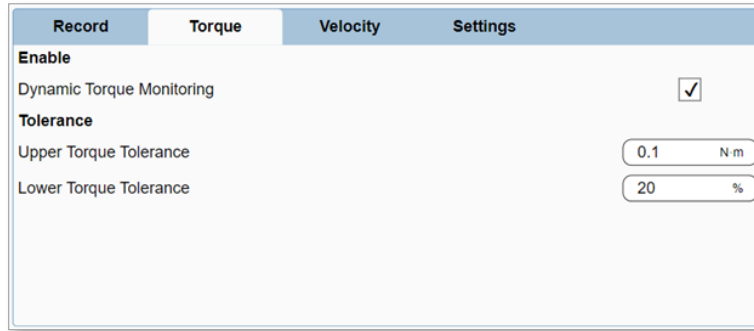 Record Torque Velocity Settings
Enable
Dynamic Torque Monitoring
Tolerance
Upper Torque Tolerance 0.1 N·m
Lower Torque Tolerance 20 %